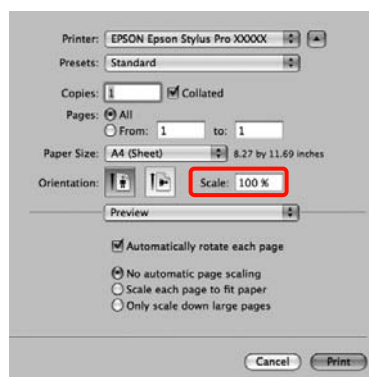 Printer: EPSON Epson Stylus Pro XXXXX
Presets: Standard
Copies: 1 Collated
Pages: All
From: 1 to: 1
Paper Size: A4 (Sheet) 8.27 by 11.69 inches
Orientation: Scale: 100 %
Preview
Automatically rotate each page
No automatic page scaling
Scale each page to fit paper
Only scale down large pages
Cancel Print